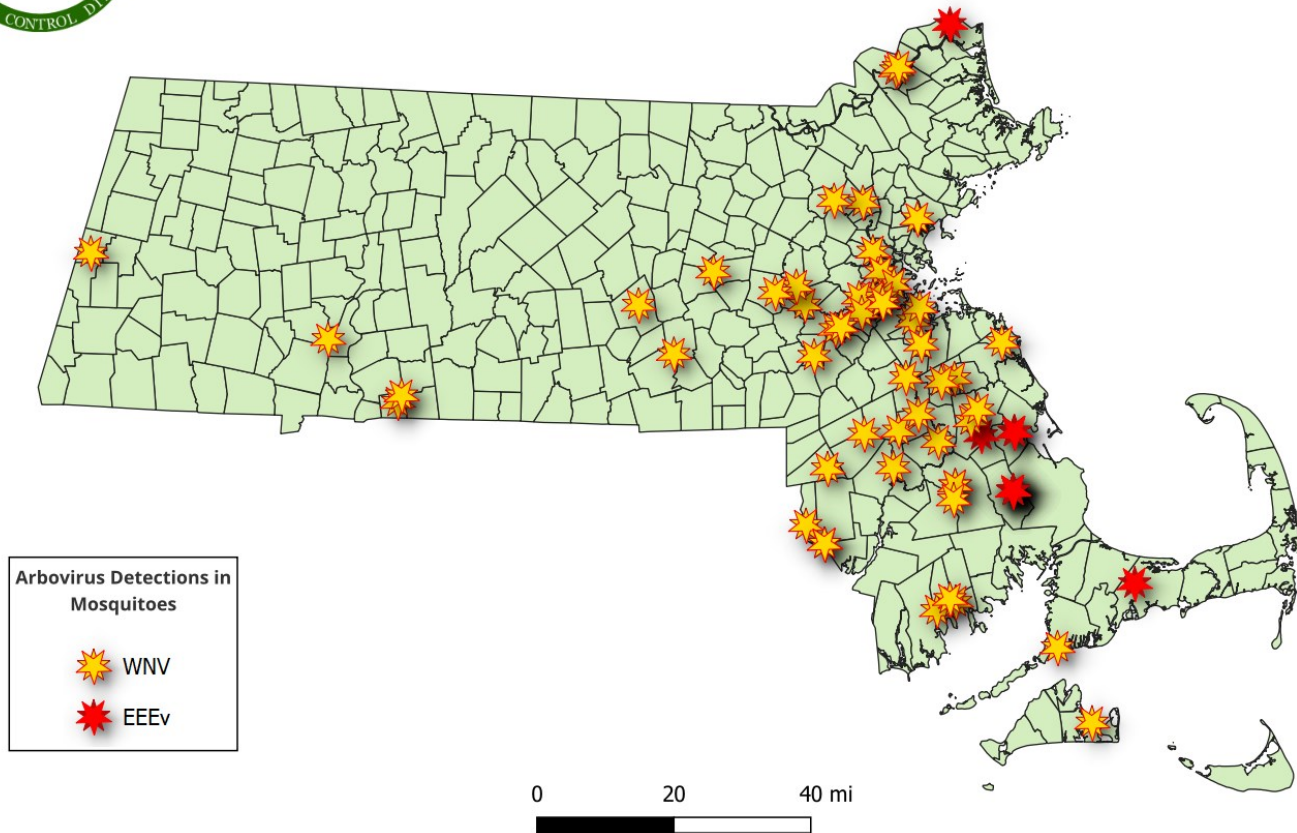 CONTROL
Arbovirus Detections in
Mosquitoes
WNV
EEEv
0 20 40 mi